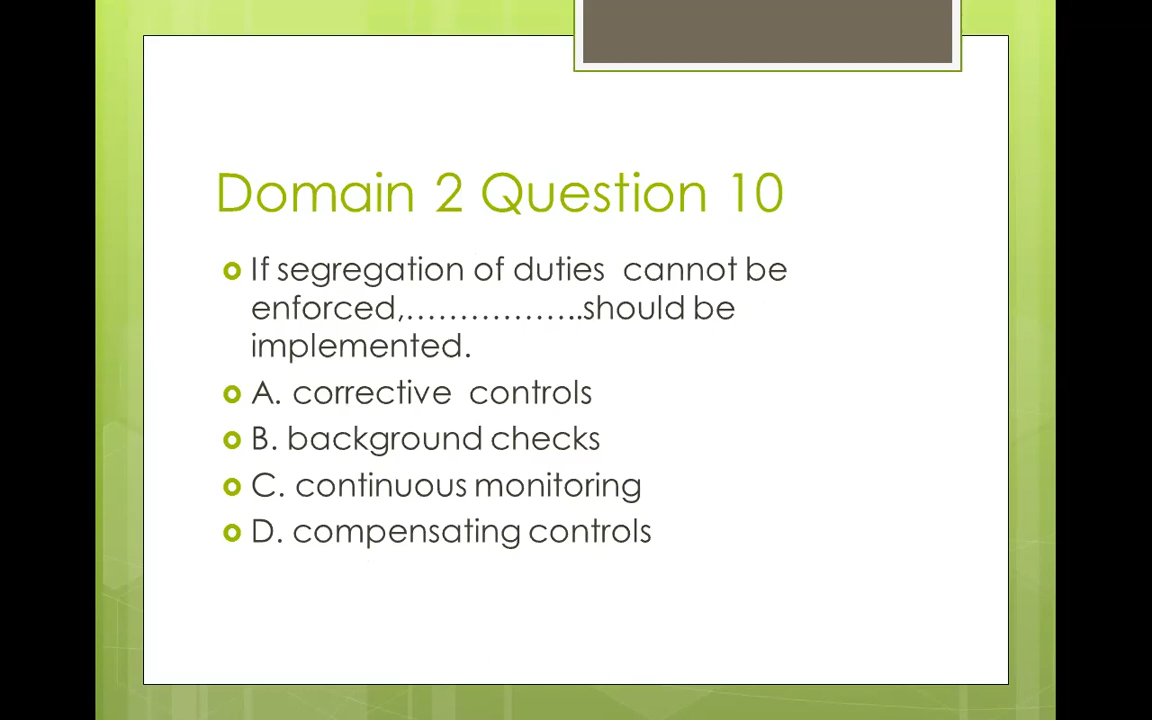 Domain 2 Question 10
If segregation of duties  cannot be
enforced,……………..should be
implemented.
A. corrective  controls
B. background checks
C. continuous monitoring
D. compensating controls